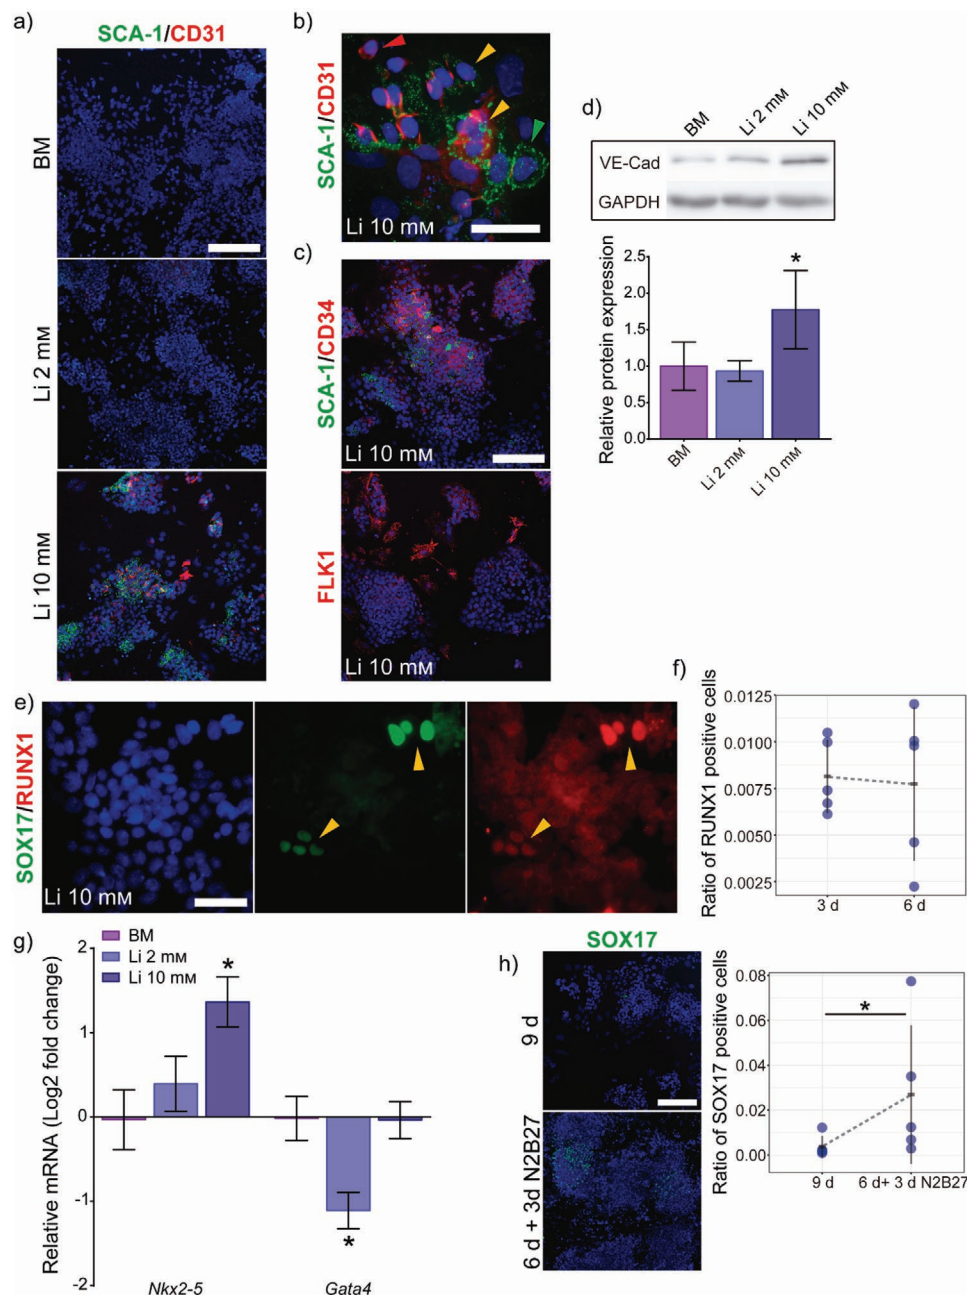 a)
SCA-1/CD31
BM
Li 2 mM
Li 10 mM
b)
SCA-1/CD31
Li 10 mM
c)
SCA-1/CD34
Li 10 mM
FLK1
Li 10 mM
d)
BM
Li 2 mM
Li 10 mM
VE-Cad
GAPDH
Relative protein expression
2.5
2.0
1.5
1.0
0.5
0.0
*
BM
Li 2 mM
Li 10 mM
e)
SOX17/RUNX1
Li 10 mM
f)
Ratio of RUNX1 positive cells
0.0125
0.0100
0.0075
0.0050
0.0025
3 d
6 d
g)
BM
Li 2 mM
Li 10 mM
Relative mRNA (Log2 fold change)
2
1
0
-1
-2
*
*
Nkx2-5
Gata4
h)
SOX17
9 d
6 d + 3d N2B27
Ratio of SOX17 positive cells
0.08
0.06
0.04
0.02
0.00
*
9 d
6 d+ 3 d N2B27